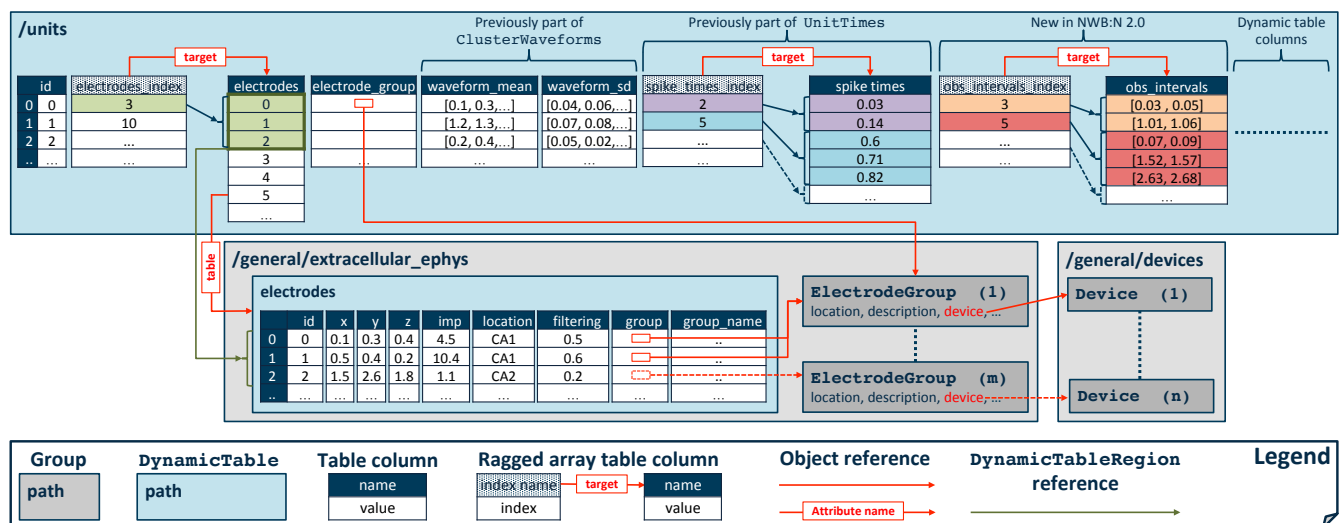 /units
Previously part of
ClusterWaveforms
Previously part of UnitTimes
New in NWB:N 2.0
Dynamic table
columns
target
target
target
id electrodes_index electrodes electrode_group waveform_mean waveform_sd spike_times_index spike times obs_intervals_index obs_intervals
0 0 3 0 [0.1, 0.3,...] [0.04, 0.06,...] 2 0.03 3 [0.03 , 0.05]
1 1 10 1 [1.2, 1.3,...] [0.07, 0.08,...] 5 0.14 5 [1.01, 1.06]
2 2 ... 2 [0.2, 0.4,...] [0.05, 0.02,...] ... 0.6 ... [0.07, 0.09]
.. ... ... 3 ... ... ... ... 0.71 ... [1.52, 1.57]
4 0.82 [2.63, 2.68]
5 ... ...
...
table
/general/extracellular_ephys
electrodes
id x y z imp location filtering group group_name
0 0 0.1 0.3 0.4 4.5 CA1 0.5 ..
1 1 0.5 0.4 0.2 10.4 CA1 0.6 ..
2 2 1.5 2.6 1.8 1.1 CA2 0.2 ..
.. ... ... ... ... ... ... ... ... ...
ElectrodeGroup (1)
location, description, device, ...
ElectrodeGroup (m)
location, description, device, ...
/general/devices
Device (1)
Device (n)
Legend
Group
path
DynamicTable
path
Table column
name
value
Ragged array table column
index name target name
index value
Object reference
Attribute name
DynamicTableRegion
reference